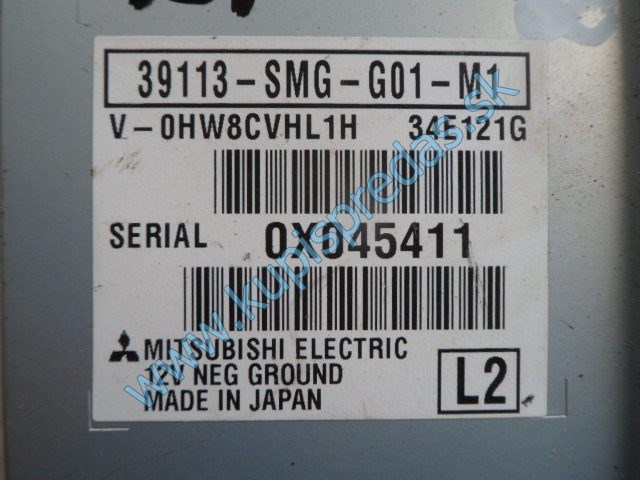 39113-SMG-G01-M1
V-0HW8CVHL1H 34E121G
SERIAL 0X045411
MITSUBISHI ELECTRIC
12V NEG GROUND
MADE IN JAPAN
L2
www.kupispredas.sk